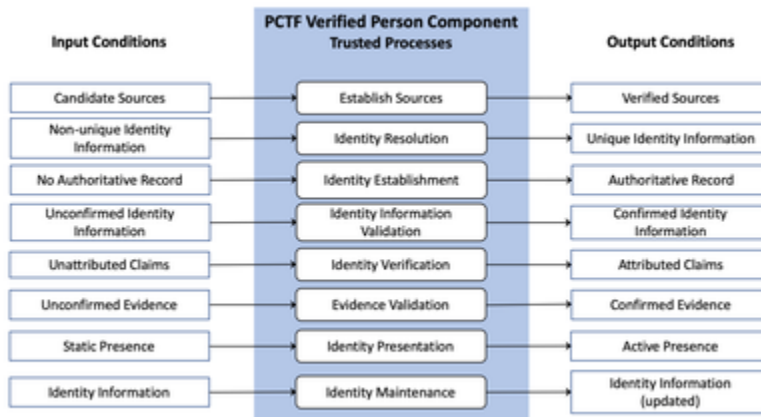 PCTF Verified Person Component
Input Conditions
Trusted Processes
Output Conditions
Candidate Sources
Establish Sources
Verified Sources
Non-unique Identity
Information
Identity Resolution
Unique Identity Information
No Authoritative Record
Identity Establishment
Authoritative Record
Unconfirmed Identity
Information
Identity Information
Validation
Confirmed Identity
Information
Unattributed Claims
Identity Verification
Attributed Claims
Unconfirmed Evidence
Evidence Validation
Confirmed Evidence
Static Presence
Identity Presentation
Active Presence
Identity Information
Identity Maintenance
Identity Information
(updated)